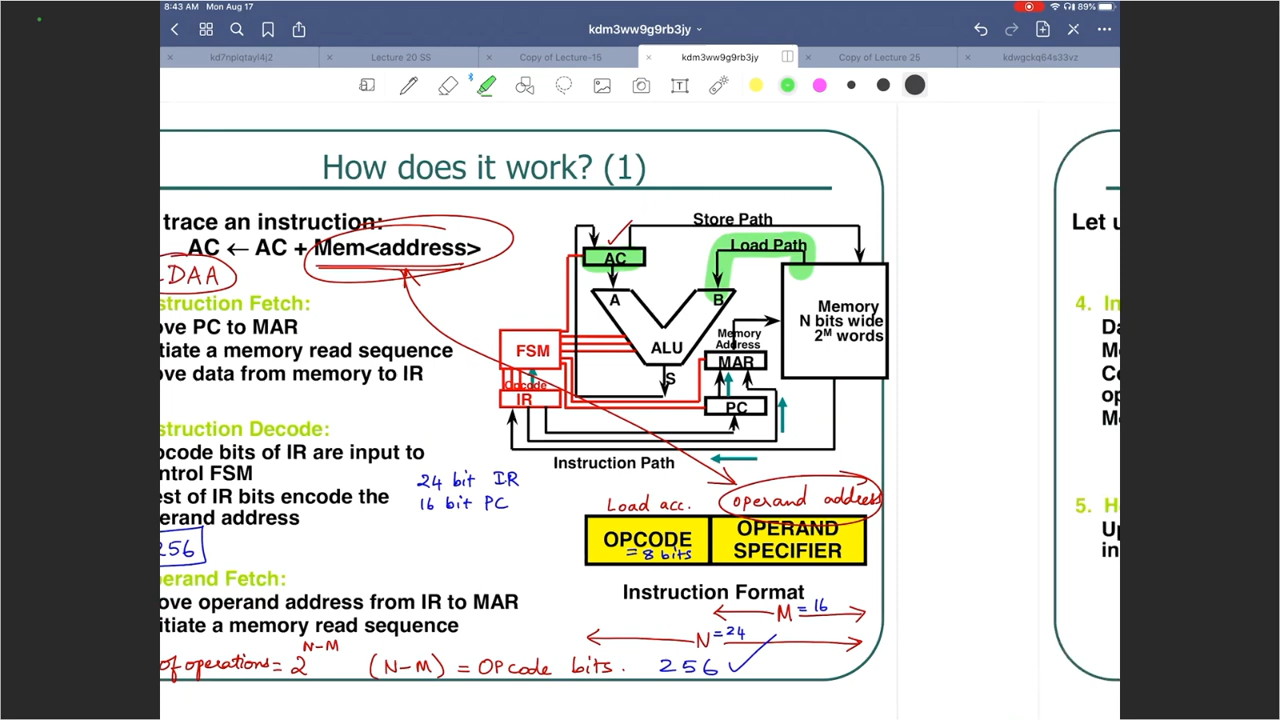 8:43 AM Mon Aug 17
89%
kdm3ww9g9rb3jy
kd7nplqtayl4j2
Lecture 20 SS
Copy of Lecture-15
kdm3ww9g9rb3jy
Copy of Lecture 25
kdwgckq64s33vz
How does it work? (1)
trace an instruction:
AC ← AC + Mem<address>
DAA
struction Fetch:
ove PC to MAR
itiate a memory read sequence
ove data from memory to IR
struction Decode:
pcode bits of IR are input to
ntrol FSM
est of IR bits encode the
perand address
256
24 bit IR
16 bit PC
perand Fetch:
ove operand address from IR to MAR
itiate a memory read sequence
of operations = 2^N-M (N-M) = OPcode bits. 256 ✓
Store Path
Load Path
AC
A
B
ALU
S
FSM
Opcode
IR
Memory
Address
MAR
PC
Memory
N bits wide
2^M words
Instruction Path
Load acc.
operand address
OPCODE
= 8 bits
OPERAND
SPECIFIER
Instruction Format
M = 16
N = 24
Let u
4. In
Da
M
Co
op
M
5. H
Up
in